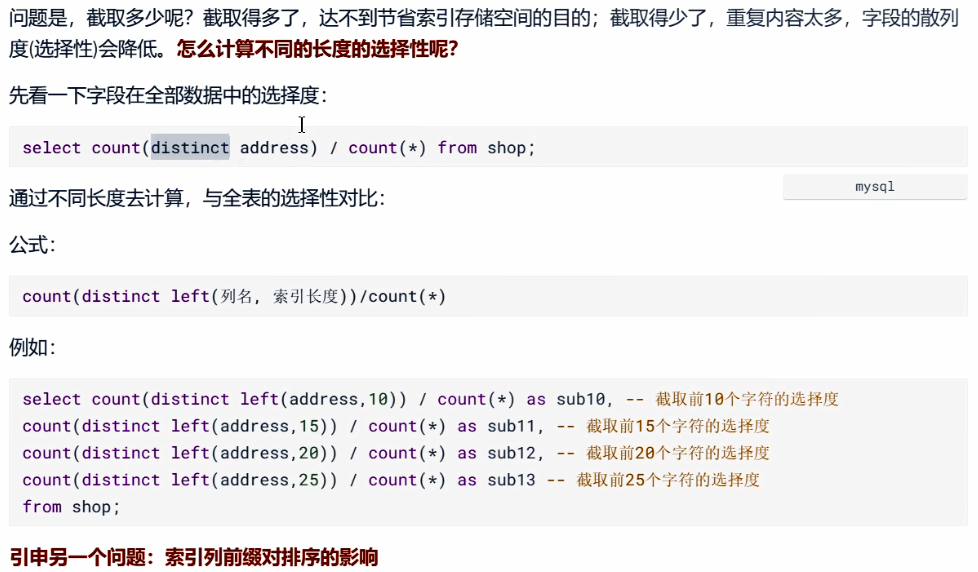 问题是，截取多少呢？截取得多了，达不到节省索引存储空间的目的；截取得少了，重复内容太多，字段的散列
度(选择性)会降低。怎么计算不同的长度的选择性呢？
先看一下字段在全部数据中的选择度：
select count(distinct address) / count(*) from shop;
通过不同长度去计算，与全表的选择性对比：
mysql
公式：
count(distinct left(列名, 索引长度))/count(*)
例如：
select count(distinct left(address,10)) / count(*) as sub10, -- 截取前10个字符的选择度
count(distinct left(address,15)) / count(*) as sub11, -- 截取前15个字符的选择度
count(distinct left(address,20)) / count(*) as sub12, -- 截取前20个字符的选择度
count(distinct left(address,25)) / count(*) as sub13 -- 截取前25个字符的选择度
from shop;
引申另一个问题：索引列前缀对排序的影响